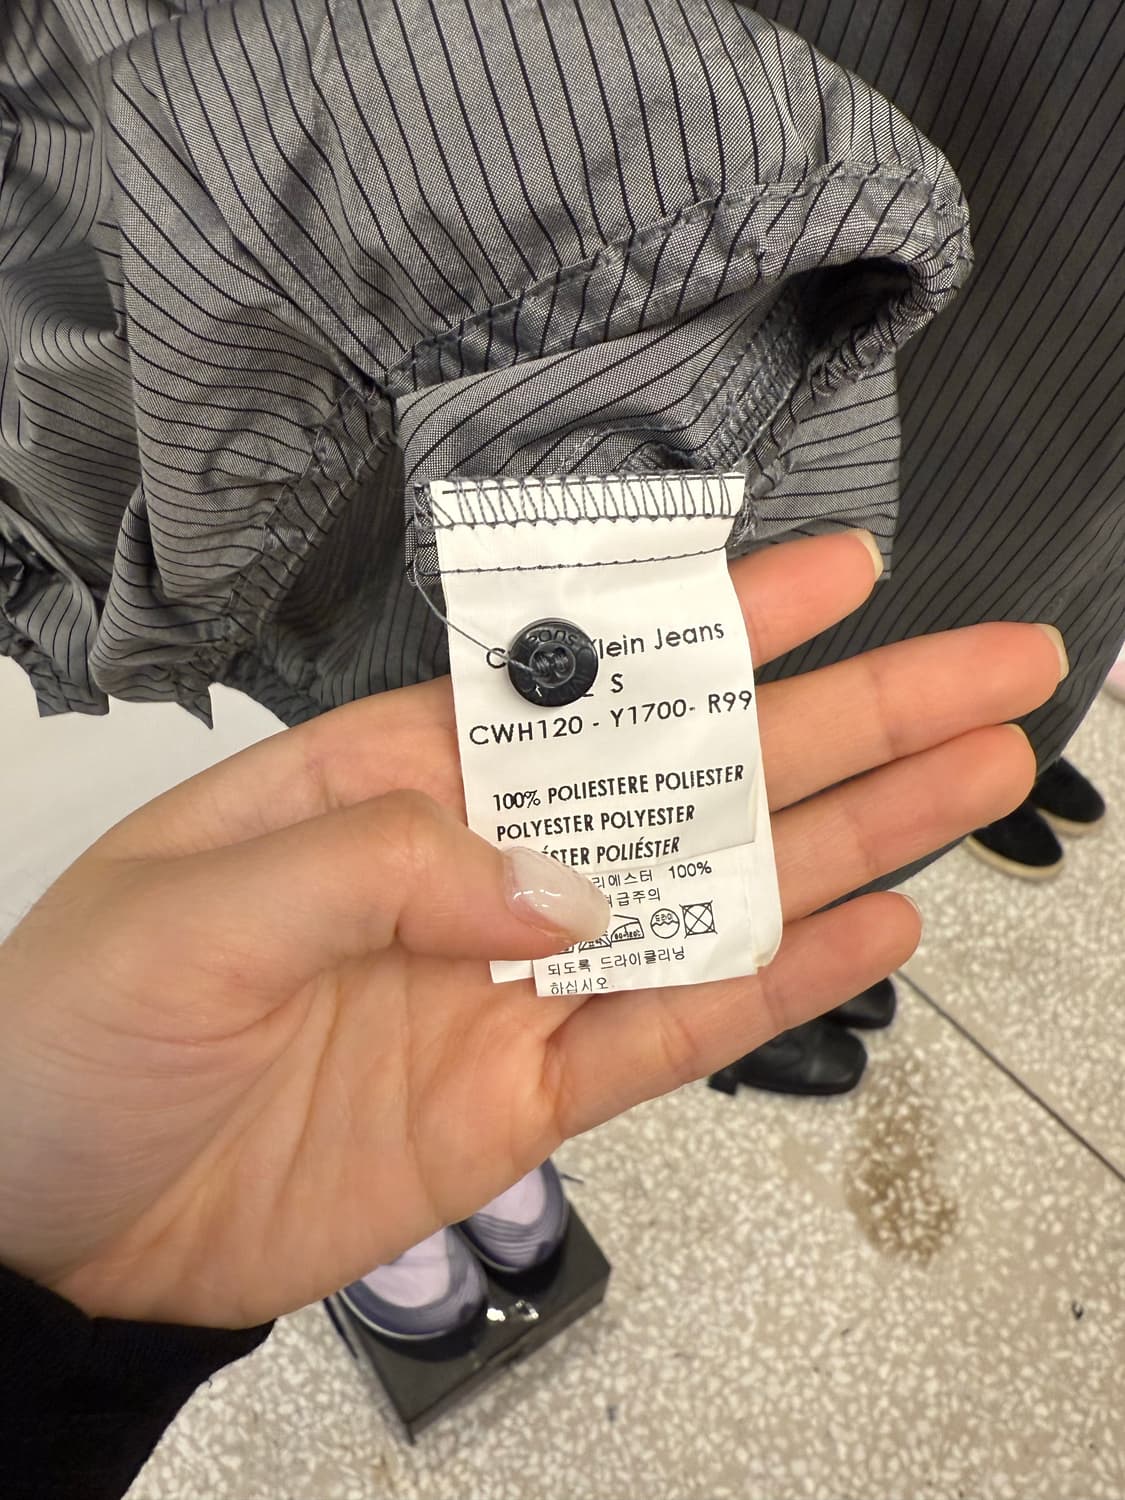 Klein Jeans
S
CWH120 - Y1700- R99
100% POLIESTERE POLIESTER
POLYESTER POLYESTER
POLIÉSTER
100%
되도록 드라이클리닝
하십시오